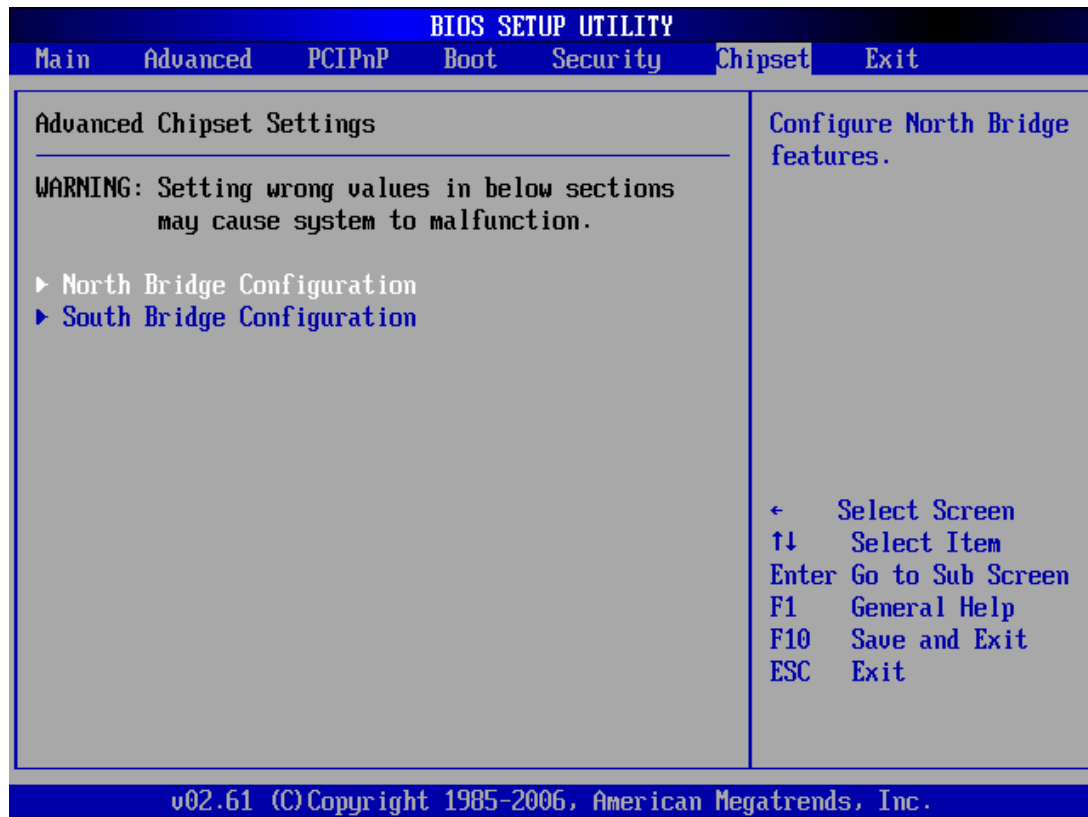 BIOS SETUP UTILITY
Main Advanced PCIPnP Boot Security Chipset Exit
Advanced Chipset Settings
WARNING: Setting wrong values in below sections
may cause system to malfunction.
▶ North Bridge Configuration
▶ South Bridge Configuration
Configure North Bridge
features.
← Select Screen
↑↓ Select Item
Enter Go to Sub Screen
F1 General Help
F10 Save and Exit
ESC Exit
v02.61 (C)Copyright 1985-2006, American Megatrends, Inc.